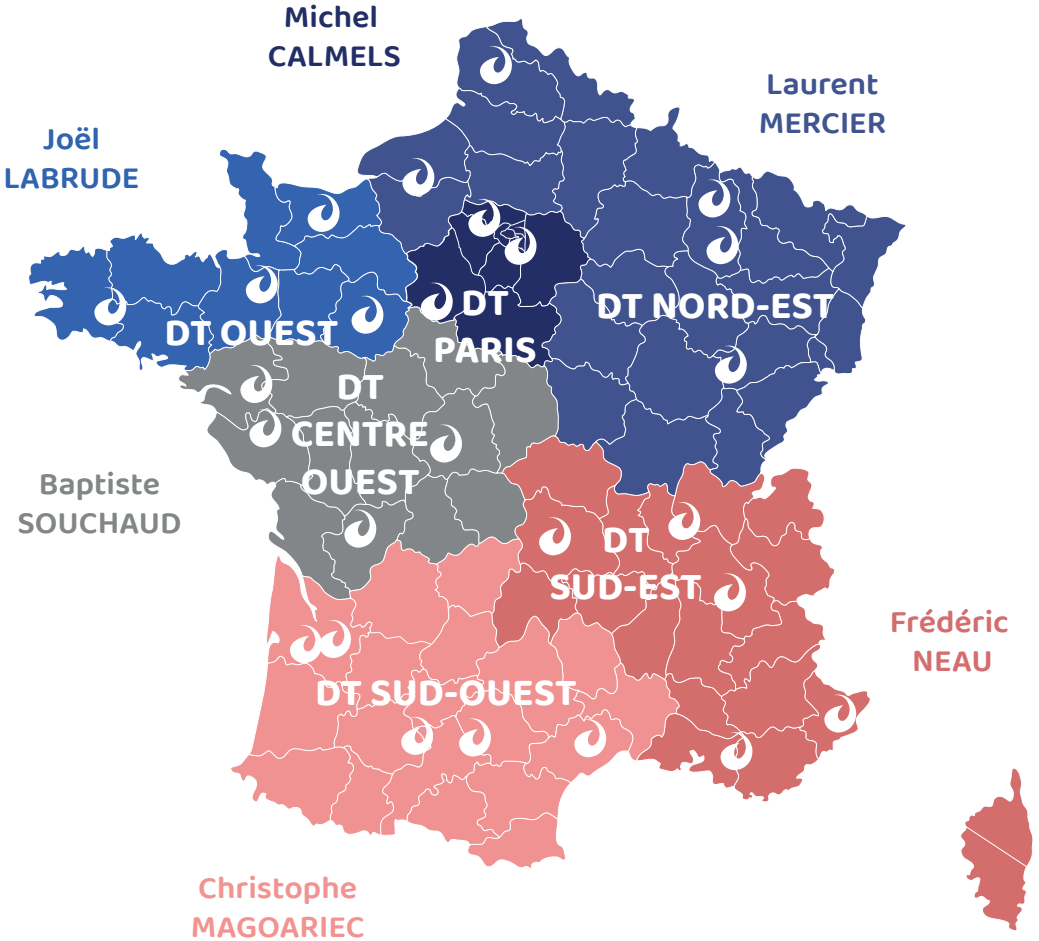 Michel
CALMELS
Laurent
MERCIER
Joël
LABRUDE
DT NORD-EST
DT
PARIS
DT OUEST
DT
CENTRE
OUEST
Baptiste
SOUCHAUD
DT
SUD-EST
Frédéric
NEAU
DT SUD-OUEST
Christophe
MAGOARIEC